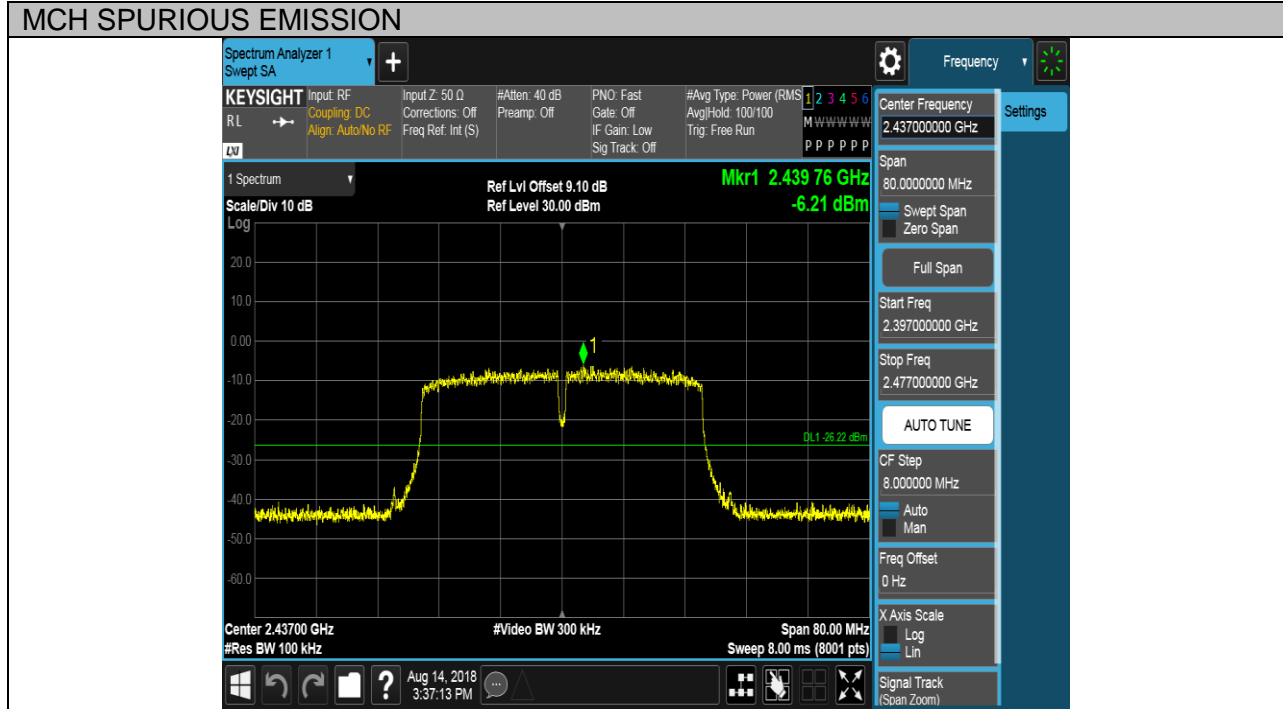 MCH SPURIOUS EMISSION
Spectrum Analyzer 1
Swept SA
Frequency
KEYSIGHT
RL
LXI
Input: RF
Coupling: DC
Align: Auto/No RF
Input Z: 50 Ω
Corrections: Off
Freq Ref: Int (S)
#Atten: 40 dB
Preamp: Off
PNO: Fast
Gate: Off
IF Gain: Low
Sig Track: Off
#Avg Type: Power (RMS
Avg|Hold: 100/100
Trig: Free Run
1 2 3 4 5 6
M W W W W W
P P P P P P
1 Spectrum
Scale/Div 10 dB
Log
Ref Lvl Offset 9.10 dB
Ref Level 30.00 dBm
Mkr1 2.439 76 GHz
-6.21 dBm
20.0
10.0
0.00
1
-10.0
-20.0
DL1 -26.22 dBm
-30.0
-40.0
-50.0
-60.0
Center 2.43700 GHz
#Video BW 300 kHz
Span 80.00 MHz
#Res BW 100 kHz
Sweep 8.00 ms (8001 pts)
Aug 14, 2018
3:37:13 PM
?
Center Frequency
2.437000000 GHz
Settings
Span
80.0000000 MHz
Swept Span
Zero Span
Full Span
Start Freq
2.397000000 GHz
Stop Freq
2.477000000 GHz
AUTO TUNE
CF Step
8.000000 MHz
Auto
Man
Freq Offset
0 Hz
X Axis Scale
Log
Lin
Signal Track
(Span Zoom)